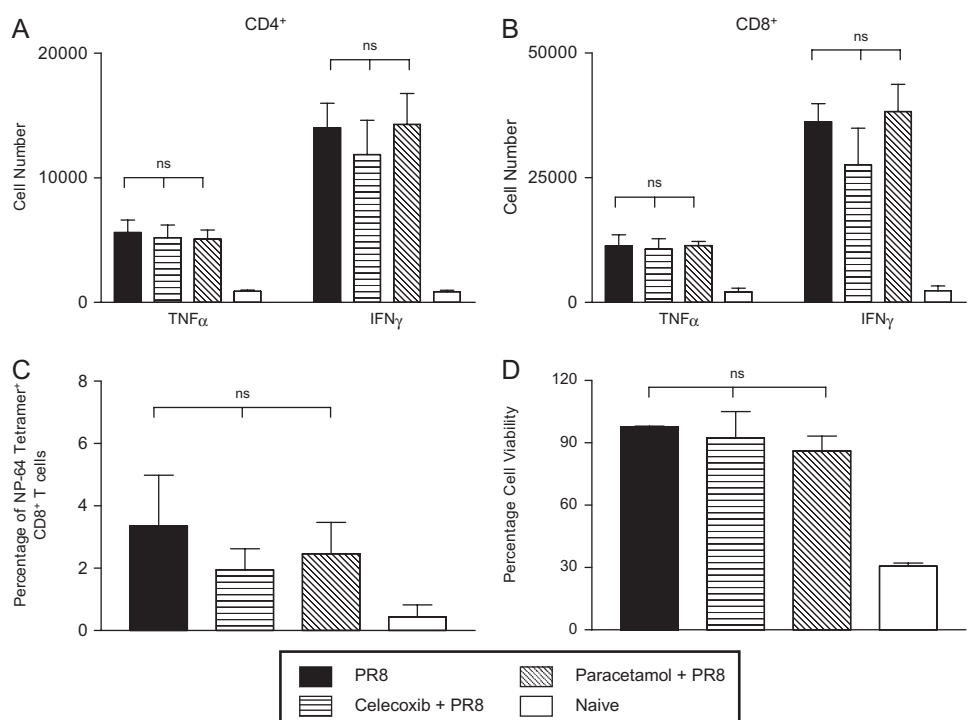 A
CD4⁺
20000
10000
0
Cell Number
ns
ns
TNFα
IFNγ
B
CD8⁺
50000
25000
0
Cell Number
ns
ns
TNFα
IFNγ
C
8
6
4
2
0
Percentage of NP-64 Tetramer⁺
CD8⁺ T cells
ns
D
120
90
60
30
0
Percentage Cell Viability
ns
PR8
Paracetamol + PR8
Celecoxib + PR8
Naive